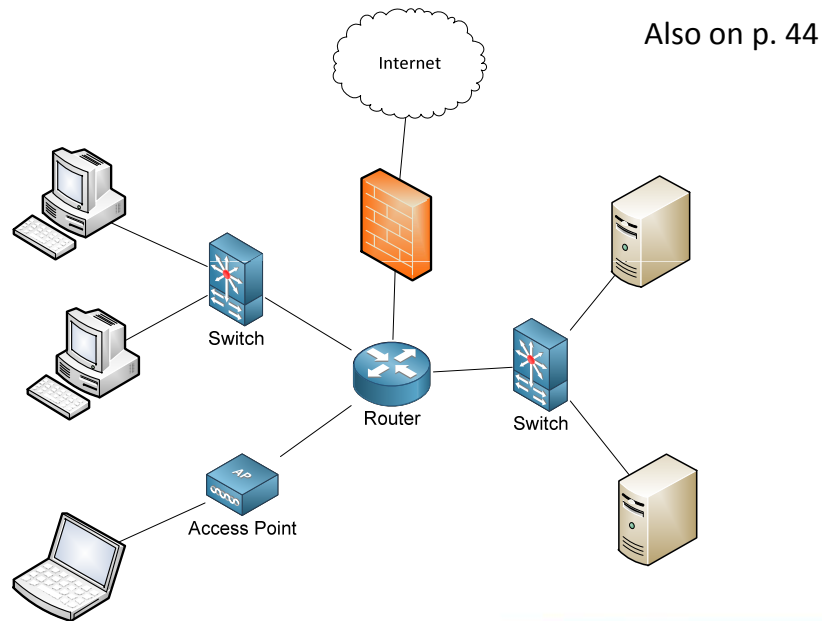 Also on p. 44
Internet
Switch
Router
Switch
AP
Access Point